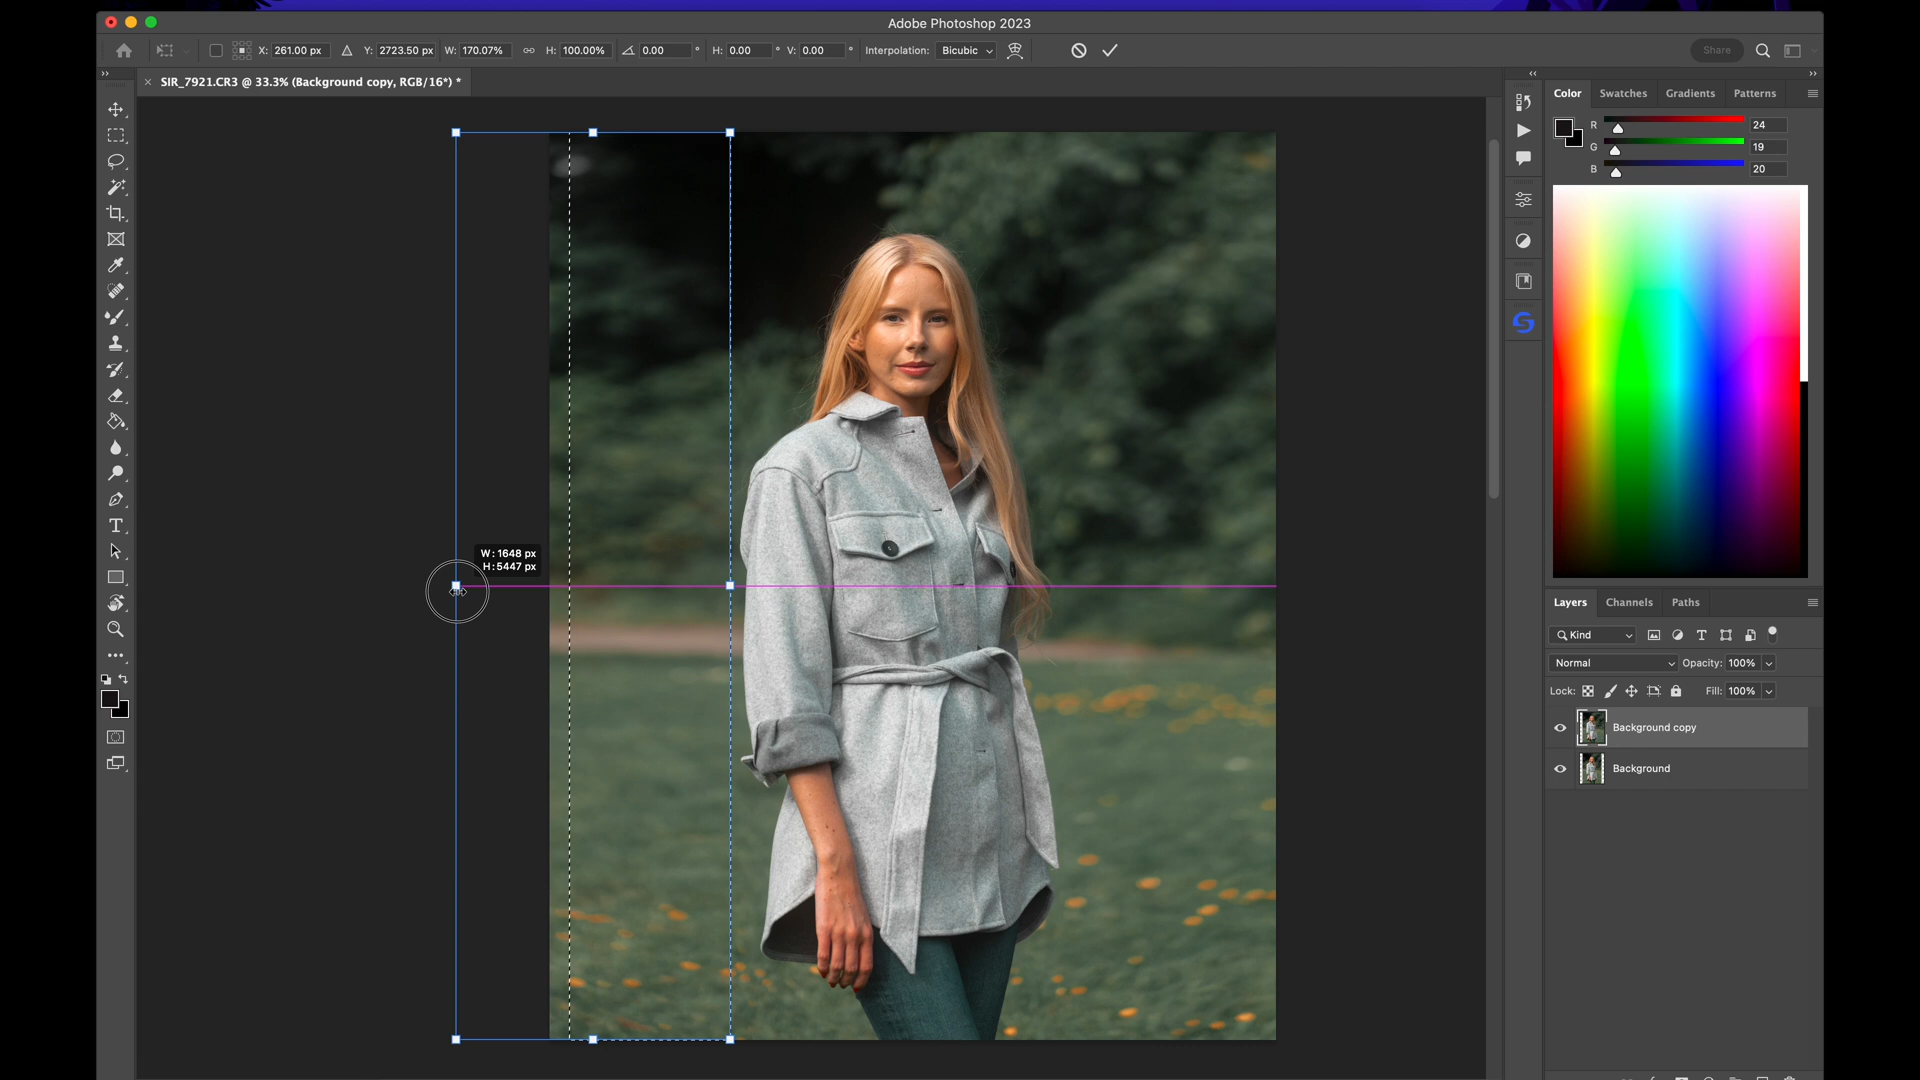 Adobe Photoshop 2023
X: 261.00 px Y: 2723.50 px W: 170.07% H: 100.00% 0.00 ° H: 0.00 ° V: 0.00 ° Interpolation: Bicubic Share
SIR_7921.CR3 @ 33.3% (Background copy, RGB/16*) *
Color Swatches Gradients Patterns
R 24
G 19
B 20
W: 1648 px
H: 5447 px
Layers Channels Paths
Kind
Normal Opacity: 100%
Lock: Fill: 100%
Background copy
Background